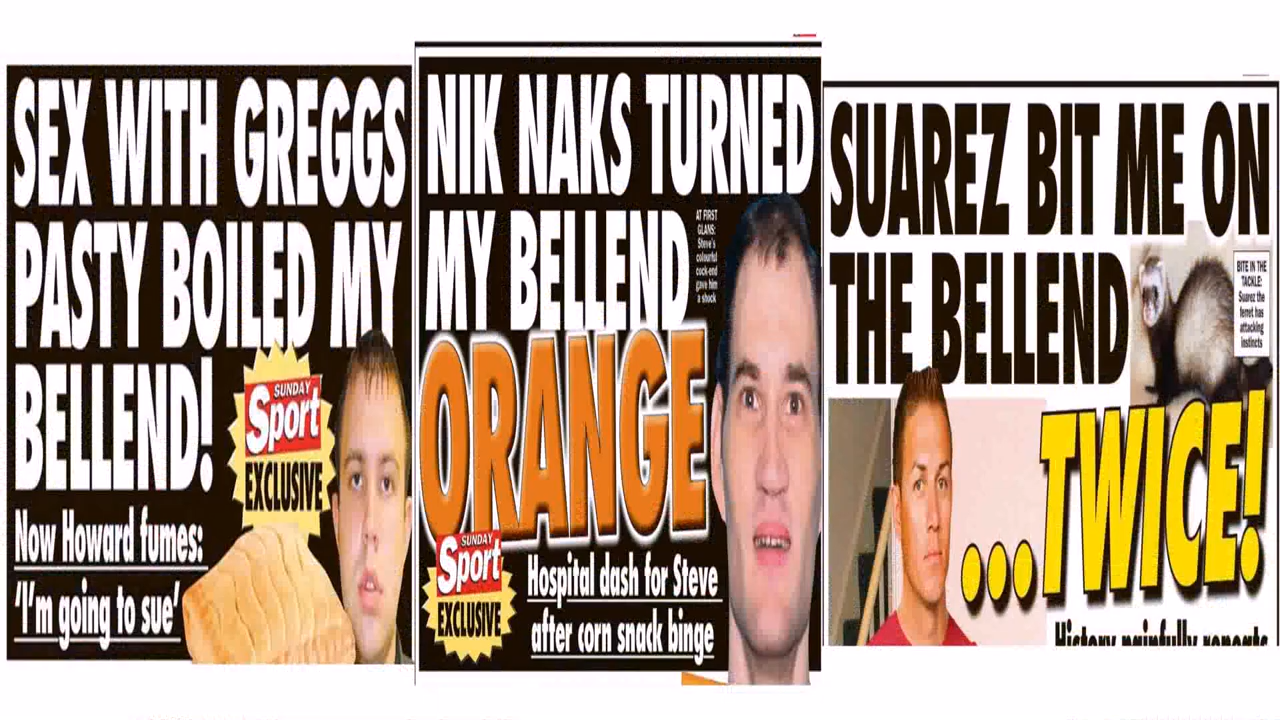 SEX WITH GREGGS
PASTY BOILED MY
BELLEND!
SUNDAY
Sport
EXCLUSIVE
Now Howard fumes:
'I'm going to sue'
NIK NAKS TURNED
MY BELLEND
AT FIRST
GLANS:
Steve's
colourful
cock-end
gave him
a shock
ORANGE
SUNDAY
Sport
EXCLUSIVE
Hospital dash for Steve
after corn snack binge
SUAREZ BIT ME ON
THE BELLEND
BITE IN THE
TACKLE:
Suarez the
ferret has
attacking
instincts
...TWICE!
History painfully repeats